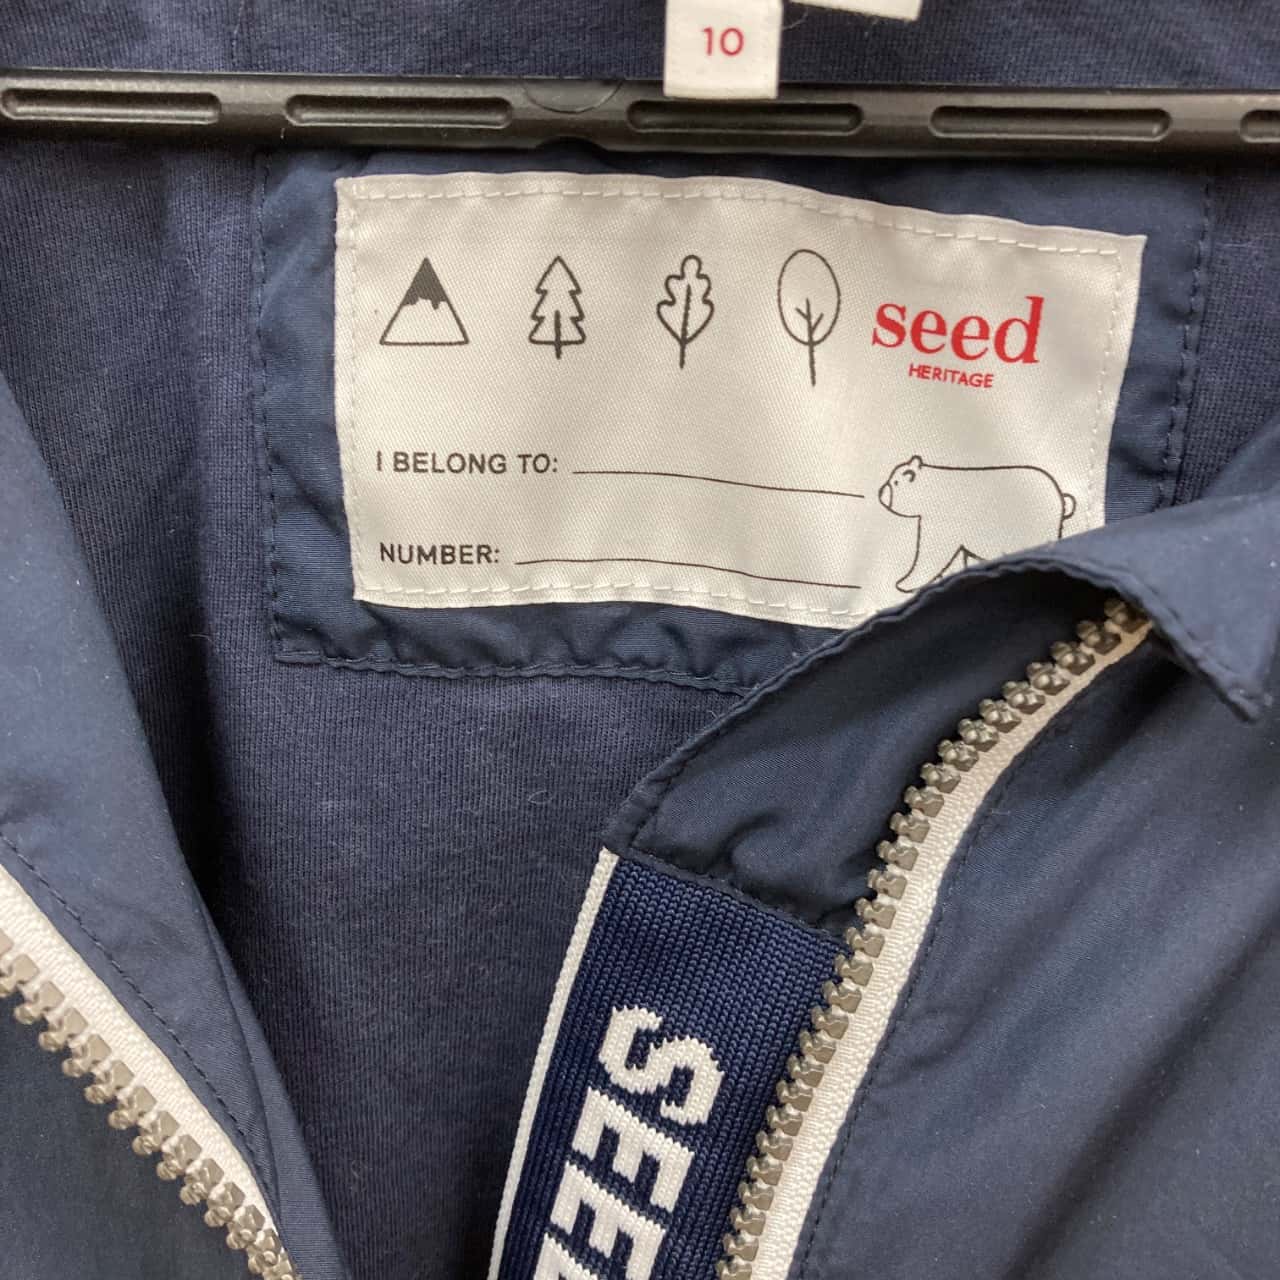 10
seed
HERITAGE
I BELONG TO:
NUMBER:
SEE